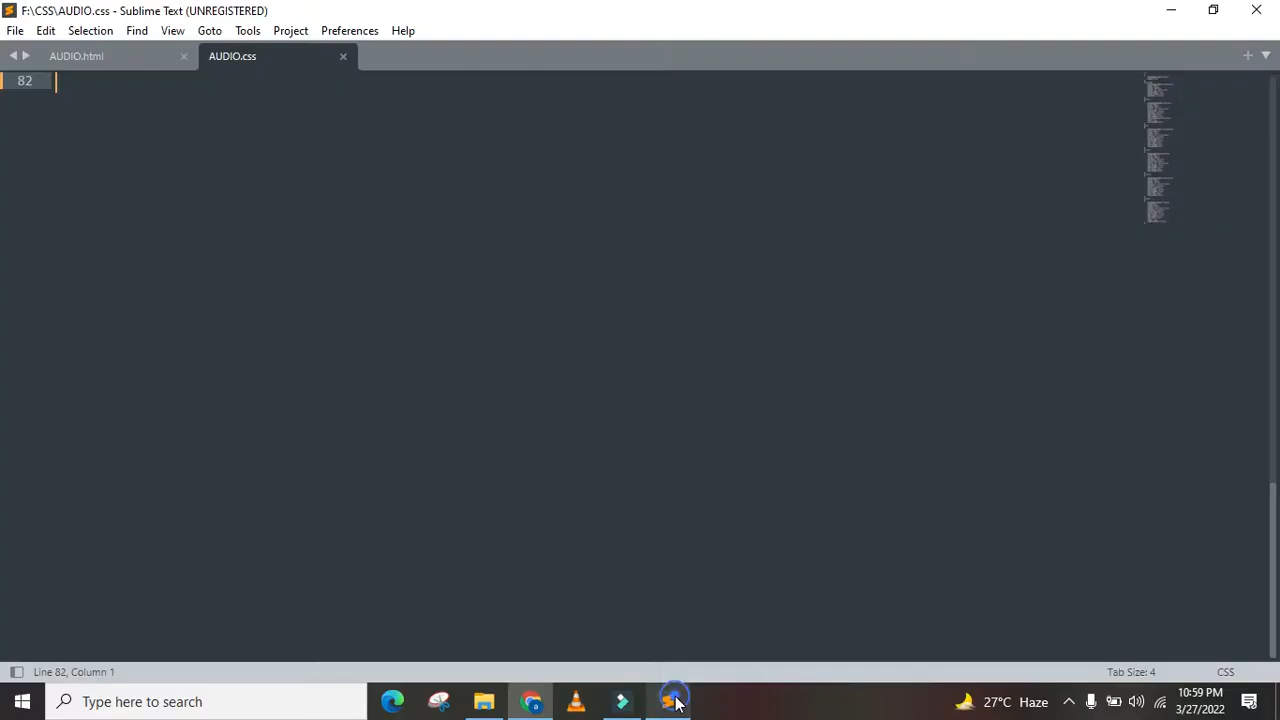 F:\CSS\AUDIO.css - Sublime Text (UNREGISTERED)
File Edit Selection Find View Goto Tools Project Preferences Help
AUDIO.html AUDIO.css
82
Line 82, Column 1 Tab Size: 4 CSS
Type here to search 27°C Haze 10:59 PM
3/27/2022